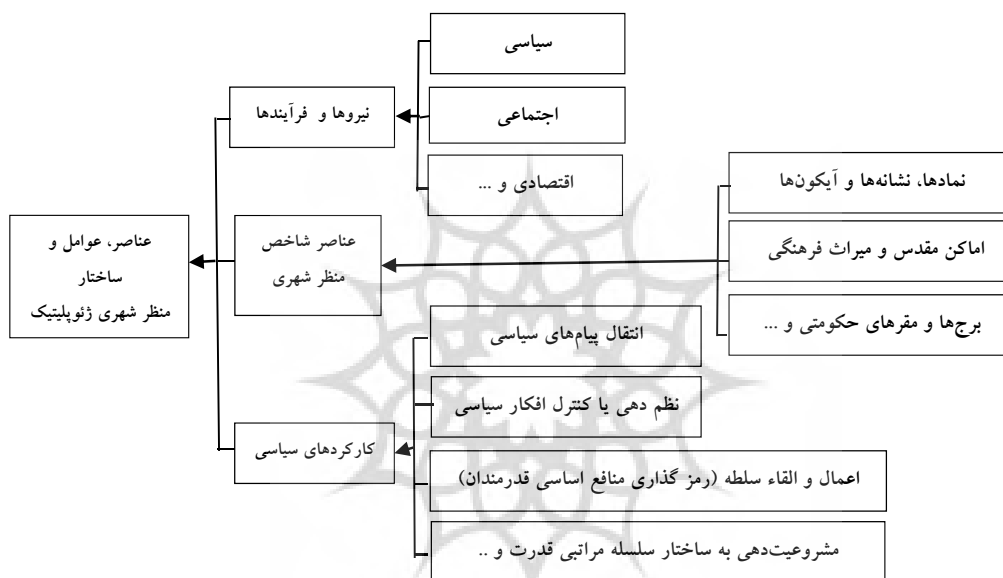 سیاسی
نیروها و فرآیندها
اجتماعی
اقتصادی و ...
نمادها، نشانه‌ها و آیکون‌ها
عناصر، عوامل و
ساختار
منظر شهری ژئوپلیتیک
عناصر شاخص
منظر شهری
اماکن مقدس و میراث فرهنگی
برج‌ها و مقرهای حکومتی و ...
انتقال پیام‌های سیاسی
نظم دهی یا کنترل افکار سیاسی
کارکردهای سیاسی
اعمال و القاء سلطه (رمز گذاری منافع اساسی قدرمندان)
مشروعیت‌دهی به ساختار سلسله مراتبی قدرت و ..